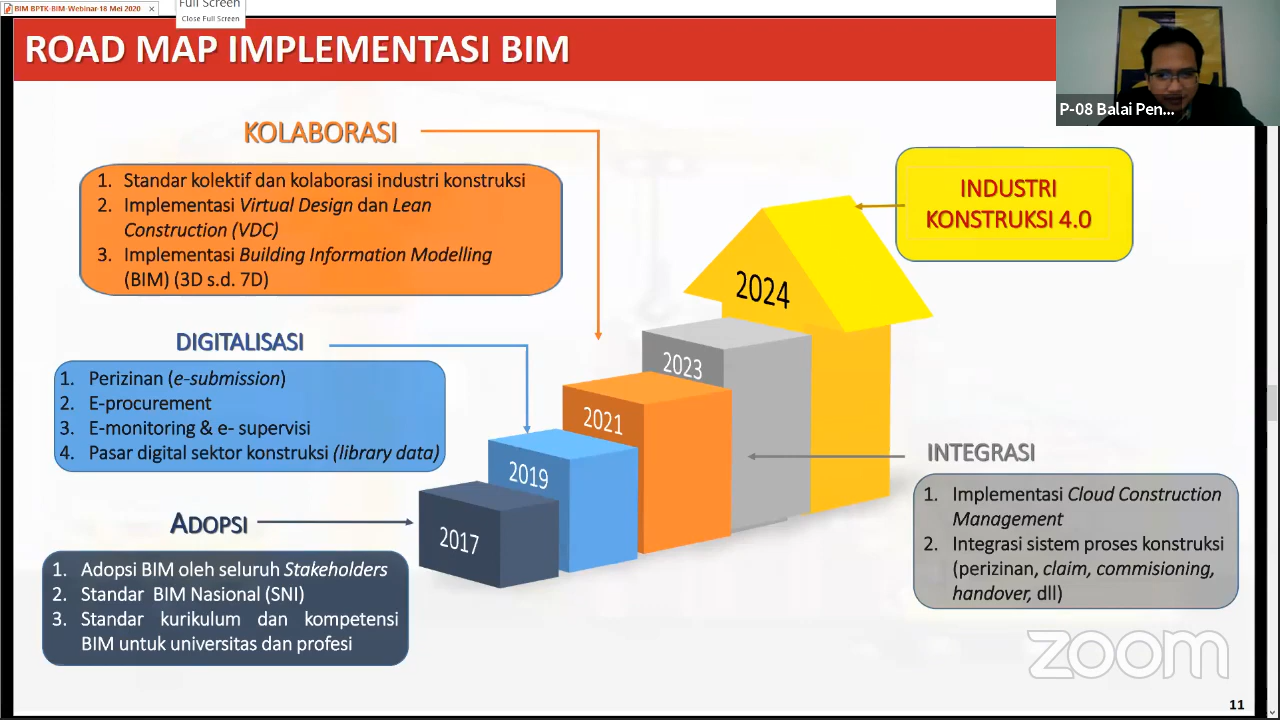 BIM BPTK-BIM-Webinar-18 Mei 2020
Full Screen
Close Full Screen
ROAD MAP IMPLEMENTASI BIM
P-08 Balai Pen...
KOLABORASI
1. Standar kolektif dan kolaborasi industri konstruksi
2. Implementasi Virtual Design dan Lean
Construction (VDC)
3. Implementasi Building Information Modelling
(BIM) (3D s.d. 7D)
INDUSTRI
KONSTRUKSI 4.0
DIGITALISASI
1. Perizinan (e-submission)
2. E-procurement
3. E-monitoring & e- supervisi
4. Pasar digital sektor konstruksi (library data)
ADOPSI
1. Adopsi BIM oleh seluruh Stakeholders
2. Standar BIM Nasional (SNI)
3. Standar kurikulum dan kompetensi
BIM untuk universitas dan profesi
2017
2019
2021
2023
2024
INTEGRASI
1. Implementasi Cloud Construction
Management
2. Integrasi sistem proses konstruksi
(perizinan, claim, commisioning,
handover, dll)
zoom
11